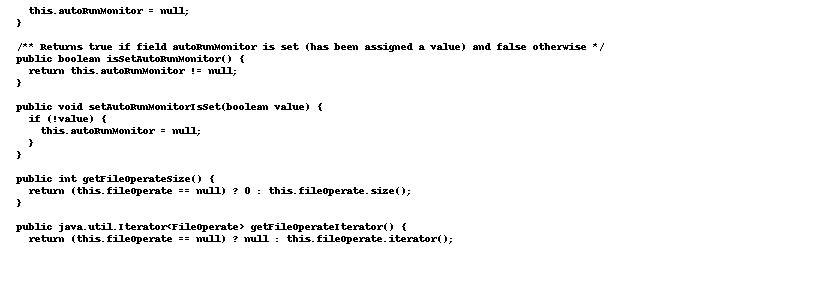 this.autoRunMonitor = null;
}
/** Returns true if field autoRunMonitor is set (has been assigned a value) and false otherwise */
public boolean isSetAutoRunMonitor() {
return this.autoRunMonitor != null;
}
public void setAutoRunMonitorIsSet(boolean value) {
if (!value) {
this.autoRunMonitor = null;
}
}
public int getFileOperateSize() {
return (this.fileOperate == null) ? 0 : this.fileOperate.size();
}
public java.util.Iterator<FileOperate> getFileOperateIterator() {
return (this.fileOperate == null) ? null : this.fileOperate.iterator();